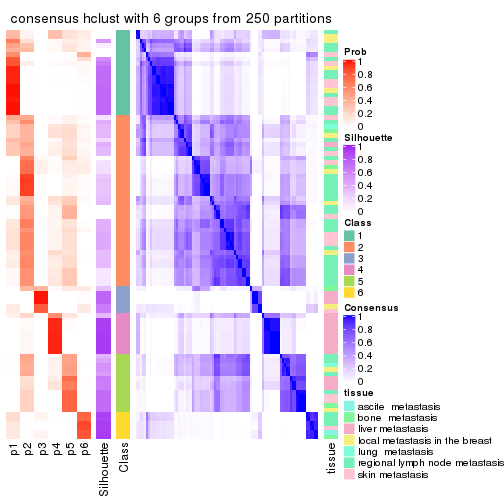 consensus hclust with 6 groups from 250 partitions
Prob
1
0.8
0.6
0.4
0.2
0
Silhouette
1
0.8
0.6
0.4
0.2
0
Class
1
2
3
4
5
6
Consensus
1
0.8
0.6
0.4
0.2
0
tissue
ascite metastasis
bone metastasis
liver metastasis
local metastasis in the breast
lung metastasis
regional lymph node metastasis
skin metastasis
p1
p2
p3
p4
p5
p6
Silhouette
Class
tissue